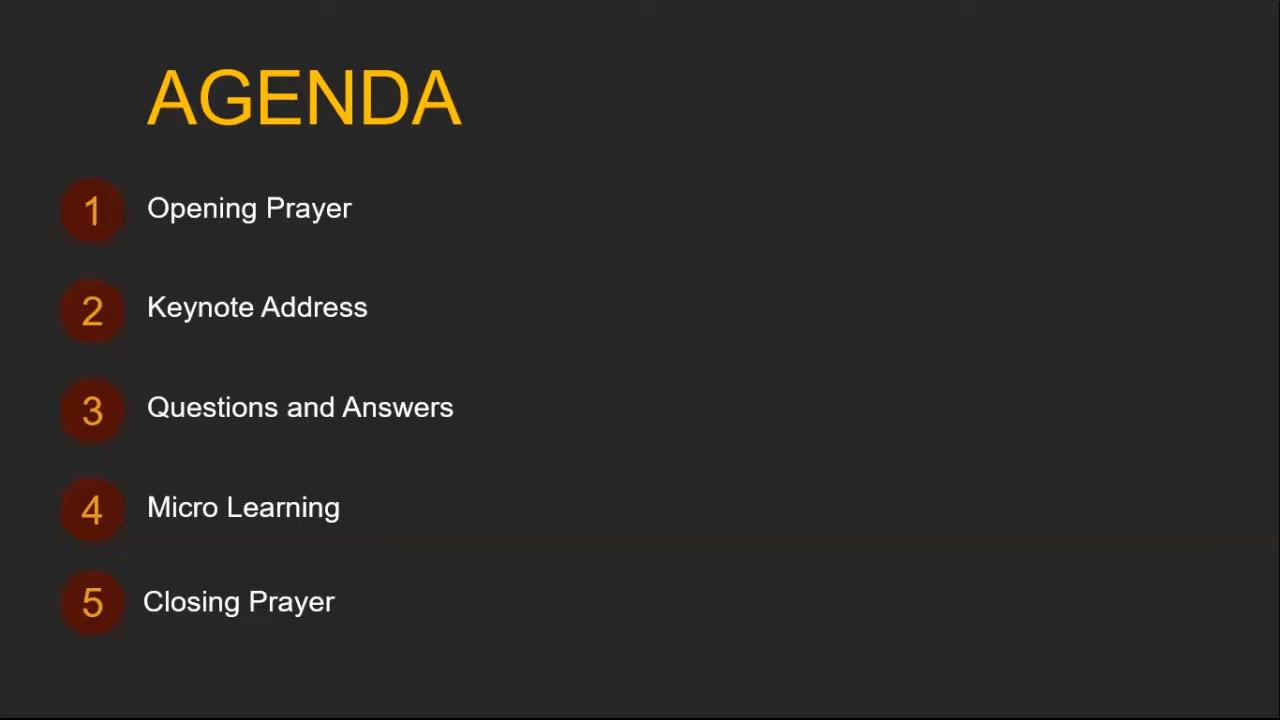 AGENDA
1 Opening Prayer
2 Keynote Address
3 Questions and Answers
4 Micro Learning
5 Closing Prayer